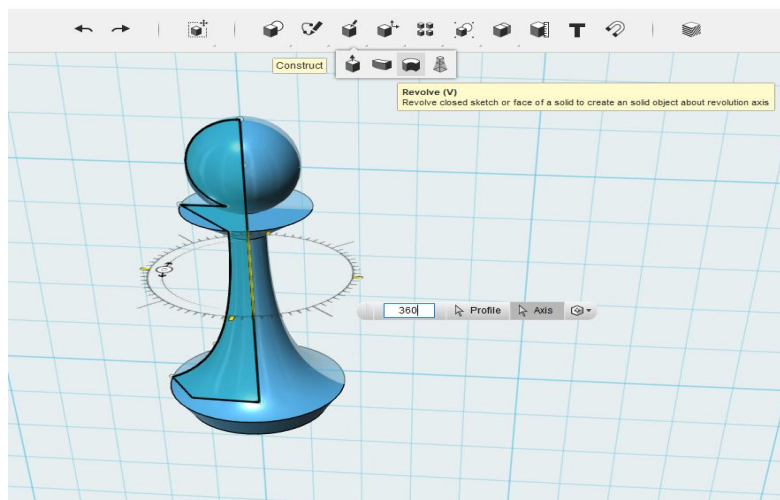 Construct
Revolve (V)
Revolve closed sketch or face of a solid to create an solid object about revolution axis
360 Profile Axis